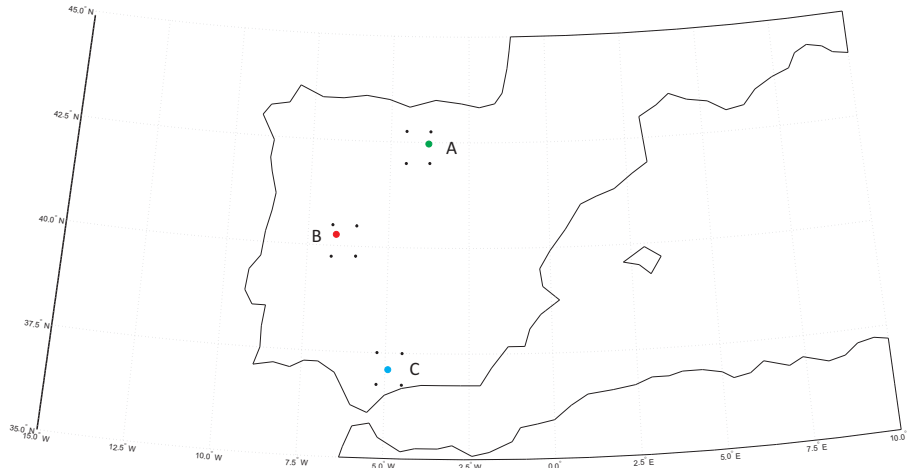 45.0° N
42.5° N
A
40.0° N
B
37.5° N
C
35.0° N
15.0° W
12.5° W
10.0° W
7.5° W
5.0° W
2.5° W
0.0°
2.5° E
5.0° E
7.5° E
10.0°